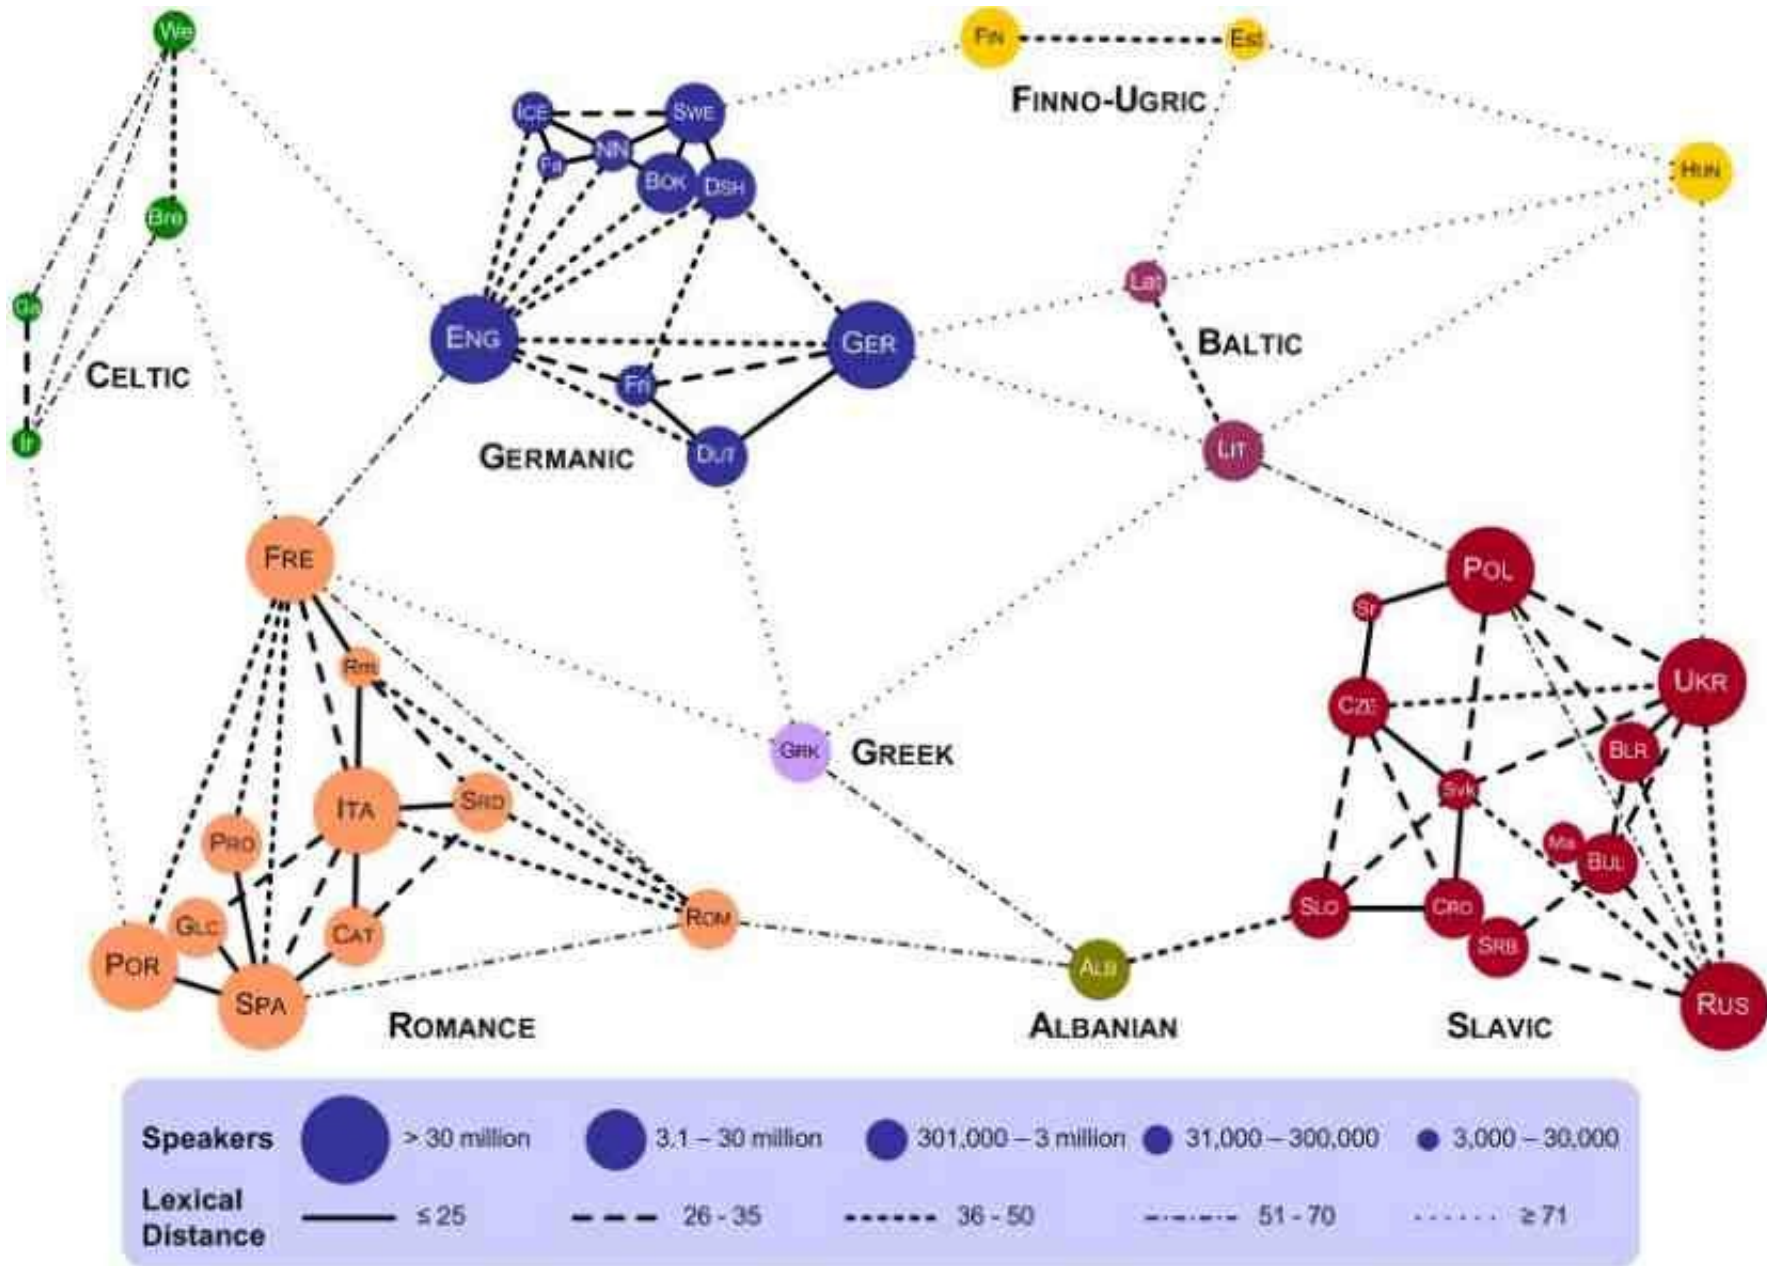 We
FIN
Est
FINNO-UGRIC
ICE
SWE
NN
Fa
BOK
DSH
HUN
Bre
Ga
Lat
ENG
GER
BALTIC
CELTIC
Fri
Ir
GERMANIC
DUT
LIT
FRE
POL
Sr
Rm
UKR
CZE
GRK
GREEK
BLR
Svk
ITA
SRD
PRO
Ma
BUL
GLC
CAT
ROM
SLO
CRO
SRB
POR
SPA
ALB
RUS
ROMANCE
ALBANIAN
SLAVIC
Speakers > 30 million 3.1 – 30 million 301,000 – 3 million 31,000 – 300,000 3,000 – 30,000
Lexical
Distance ≤ 25 26 - 35 36 - 50 51 - 70 ≥ 71